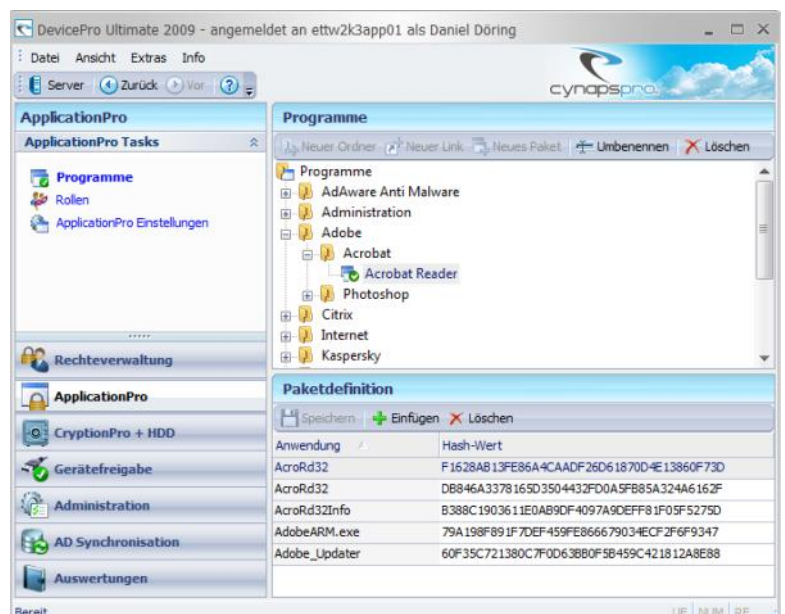 DevicePro Ultimate 2009 - angemeldet an ettw2k3app01 als Daniel Döring
Datei Ansicht Extras Info
Server Zurück Vor
cynapspro
ApplicationPro
ApplicationPro Tasks
Programme
Rollen
ApplicationPro Einstellungen
Rechteverwaltung
ApplicationPro
CryptionPro + HDD
Gerätefreigabe
Administration
AD Synchronisation
Auswertungen
Programme
Neuer Ordner Neuer Link Neues Paket Umbenennen Löschen
Programme
AdAware Anti Malware
Administration
Adobe
Acrobat
Acrobat Reader
Photoshop
Citrix
Internet
Kaspersky
Paketdefinition
Speichern Einfügen Löschen
Anwendung Hash-Wert
AcroRd32 F1628AB13FE86A4CAADF26D61870D4E13860F73D
AcroRd32 DB846A3378165D3504432FD0A5FB85A324A6162F
AcroRd32Info B388C1903611E0AB9DF4097A9DEFF81F05F5275D
AdobeARM.exe 79A198F891F7DEF459FE866679034ECF2F6F9347
Adobe_Updater 60F35C721380C7F0D63BB0F5B459C421812A8E88
Bereit
NUM